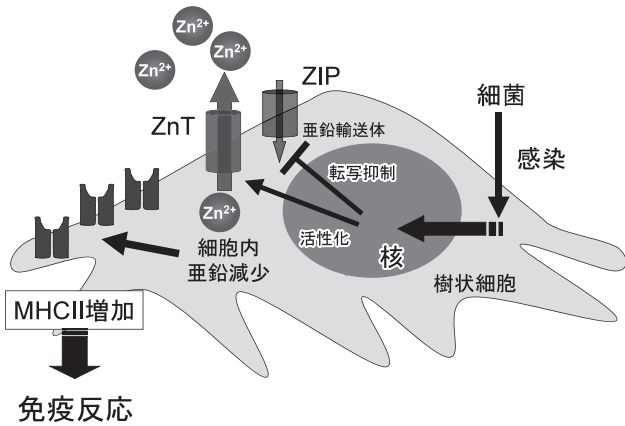 Zn2+
Zn2+
Zn2+
ZnT
ZIP
亜鉛輸送体
細菌
感染
転写抑制
活性化
核
Zn2+
細胞内
亜鉛減少
樹状細胞
MHCII増加
免疫反応